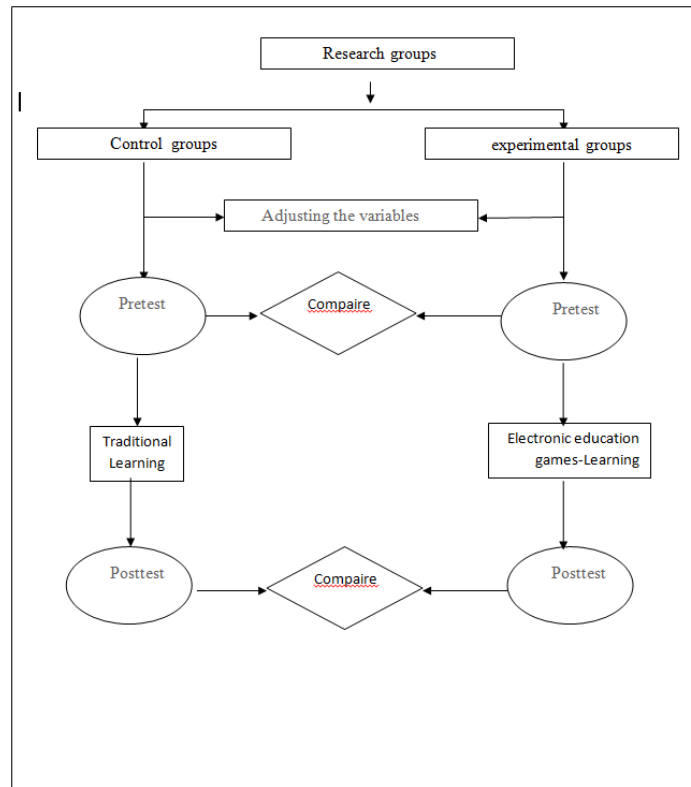 Research groups
Control groups
experimental groups
Adjusting the variables
Pretest
Compaire
Pretest
Traditional
Learning
Electronic education
games-Learning
Posttest
Compaire
Posttest